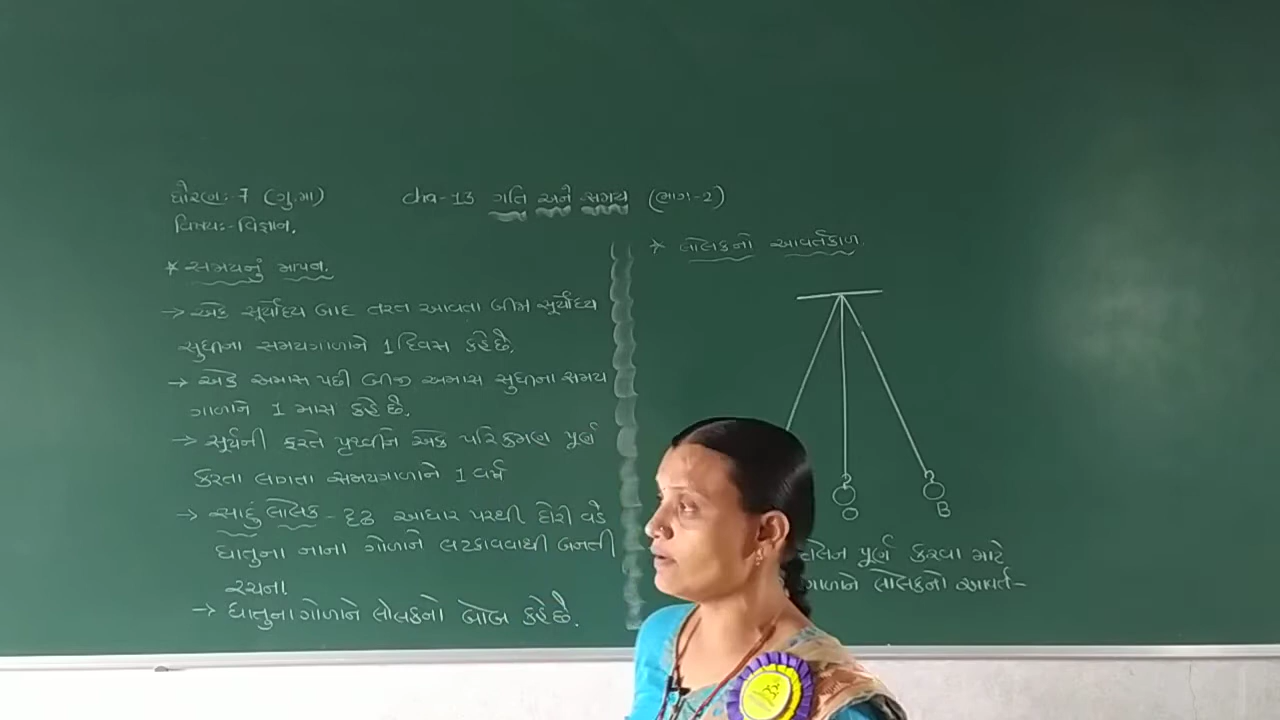 ધોરણ:-7 (ગુ.મા)
cha-13 ગતિ અને સમય (ભાગ-2)
વિષય:-વિજ્ઞાન.
* સમયનું માપન.
→ એક સૂર્યોદય બાદ તરત આવતા બીજા સૂર્યોદય
સુધીના સમયગાળાને 1 દિવસ કહે છે.
→ એક અમાસ પછી બીજી અમાસ સુધીના સમય
ગાળાને 1 માસ કહે છે.
→ સૂર્યની ફરતે પૃથ્વીને એક પરિક્રમણ પૂર્ણ
કરતા લાગતા સમયગાળાને 1 વર્ષ
→ સાદું લોલક - દૃઢ આધાર પરથી દોરી વડે
ધાતુના નાના ગોળાને લટકાવવાથી બનતી
રચના.
→ ધાતુના ગોળાને લોલકનો બોબ કહે છે.
* લોલકનો આવર્તકાળ.
O
B
પૂર્ણ કરવા માટે
ગાળાને લોલકનો આવર્ત-